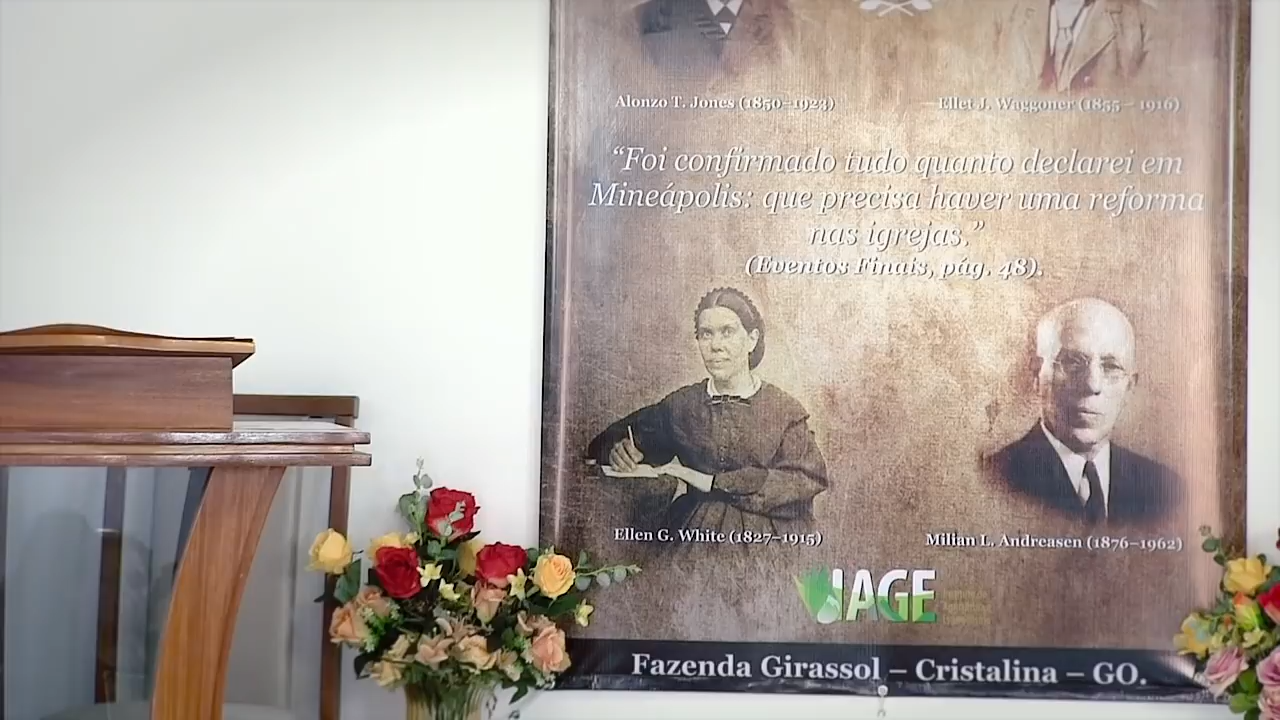 Alonzo T. Jones (1850–1923)
Ellet J. Waggoner (1855 – 1916)
“Foi confirmado tudo quanto declarei em
Mineápolis: que precisa haver uma reforma
nas igrejas.”
(Eventos Finais, pág. 48).
Ellen G. White (1827–1915)
Milian L. Andreasen (1876–1962)
IAGE
Fazenda Girassol – Cristalina – GO.